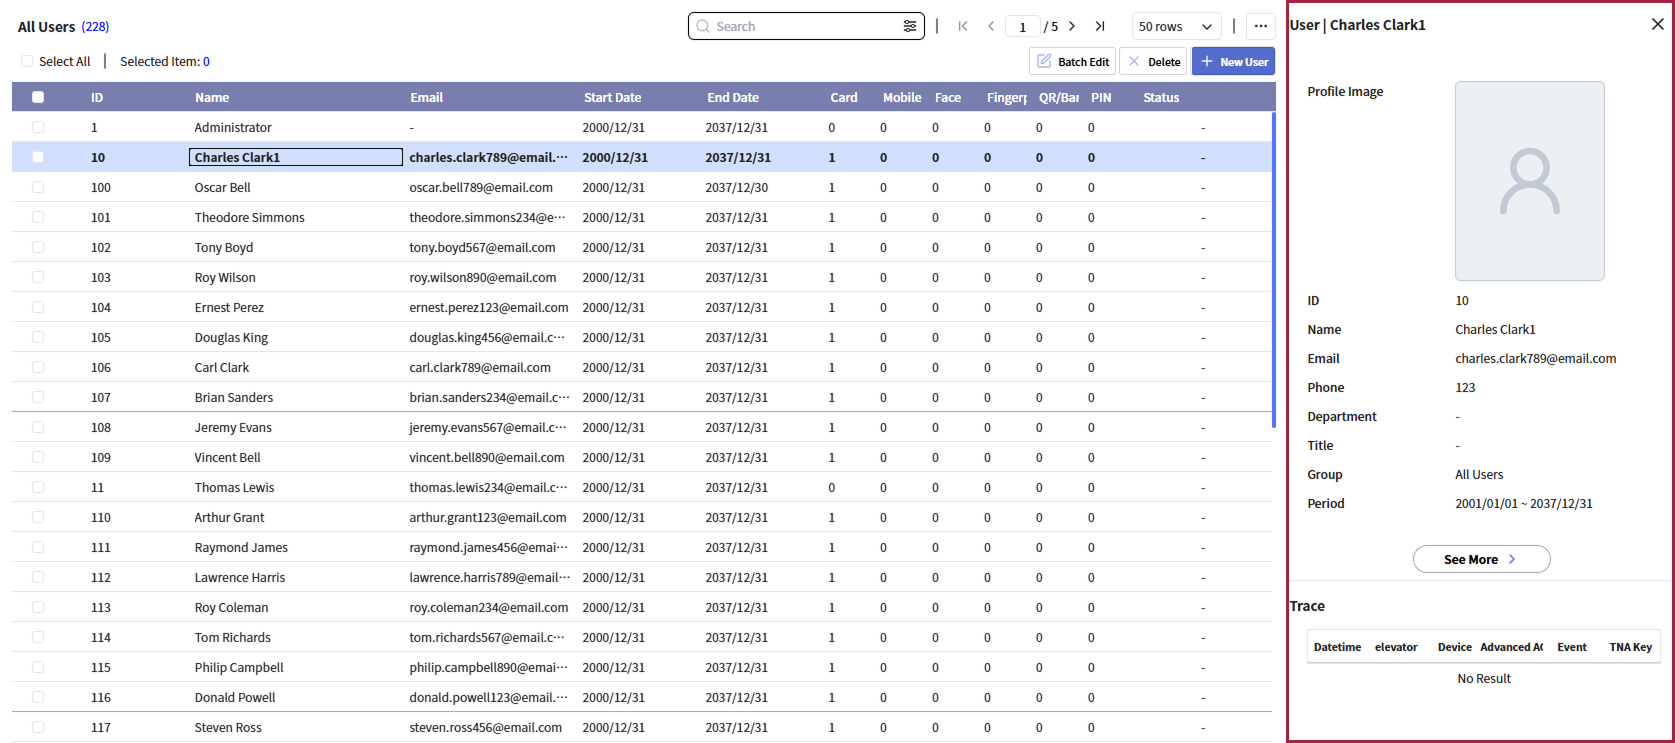 All Users (228)
Search
1 / 5
50 rows
Select All | Selected Item: 0
Batch Edit
Delete
New User
ID Name Email Start Date End Date Card Mobile Face Fingerp QR/Bar PIN Status
1 Administrator - 2000/12/31 2037/12/31 0 0 0 0 0 0 -
10 Charles Clark1 charles.clark789@email.··· 2000/12/31 2037/12/31 1 0 0 0 0 0 -
100 Oscar Bell oscar.bell789@email.com 2000/12/31 2037/12/30 1 0 0 0 0 0 -
101 Theodore Simmons theodore.simmons234@e··· 2000/12/31 2037/12/31 1 0 0 0 0 0 -
102 Tony Boyd tony.boyd567@email.com 2000/12/31 2037/12/31 1 0 0 0 0 0 -
103 Roy Wilson roy.wilson890@email.com 2000/12/31 2037/12/31 1 0 0 0 0 0 -
104 Ernest Perez ernest.perez123@email.com 2000/12/31 2037/12/31 1 0 0 0 0 0 -
105 Douglas King douglas.king456@email.c··· 2000/12/31 2037/12/31 1 0 0 0 0 0 -
106 Carl Clark carl.clark789@email.com 2000/12/31 2037/12/31 1 0 0 0 0 0 -
107 Brian Sanders brian.sanders234@email.c··· 2000/12/31 2037/12/31 1 0 0 0 0 0 -
108 Jeremy Evans jeremy.evans567@email.c··· 2000/12/31 2037/12/31 1 0 0 0 0 0 -
109 Vincent Bell vincent.bell890@email.com 2000/12/31 2037/12/31 1 0 0 0 0 0 -
11 Thomas Lewis thomas.lewis234@email.c··· 2000/12/31 2037/12/31 0 0 0 0 0 0 -
110 Arthur Grant arthur.grant123@email.com 2000/12/31 2037/12/31 1 0 0 0 0 0 -
111 Raymond James raymond.james456@emai··· 2000/12/31 2037/12/31 1 0 0 0 0 0 -
112 Lawrence Harris lawrence.harris789@email··· 2000/12/31 2037/12/31 1 0 0 0 0 0 -
113 Roy Coleman roy.coleman234@email.com 2000/12/31 2037/12/31 1 0 0 0 0 0 -
114 Tom Richards tom.richards567@email.c··· 2000/12/31 2037/12/31 1 0 0 0 0 0 -
115 Philip Campbell philip.campbell890@emai··· 2000/12/31 2037/12/31 1 0 0 0 0 0 -
116 Donald Powell donald.powell123@email.··· 2000/12/31 2037/12/31 1 0 0 0 0 0 -
117 Steven Ross steven.ross456@email.com 2000/12/31 2037/12/31 1 0 0 0 0 0 -
User | Charles Clark1
Profile Image
ID 10
Name Charles Clark1
Email charles.clark789@email.com
Phone 123
Department -
Title -
Group All Users
Period 2001/01/01 ~ 2037/12/31
See More
Trace
Datetime elevator Device Advanced AC Event TNA Key
No Result